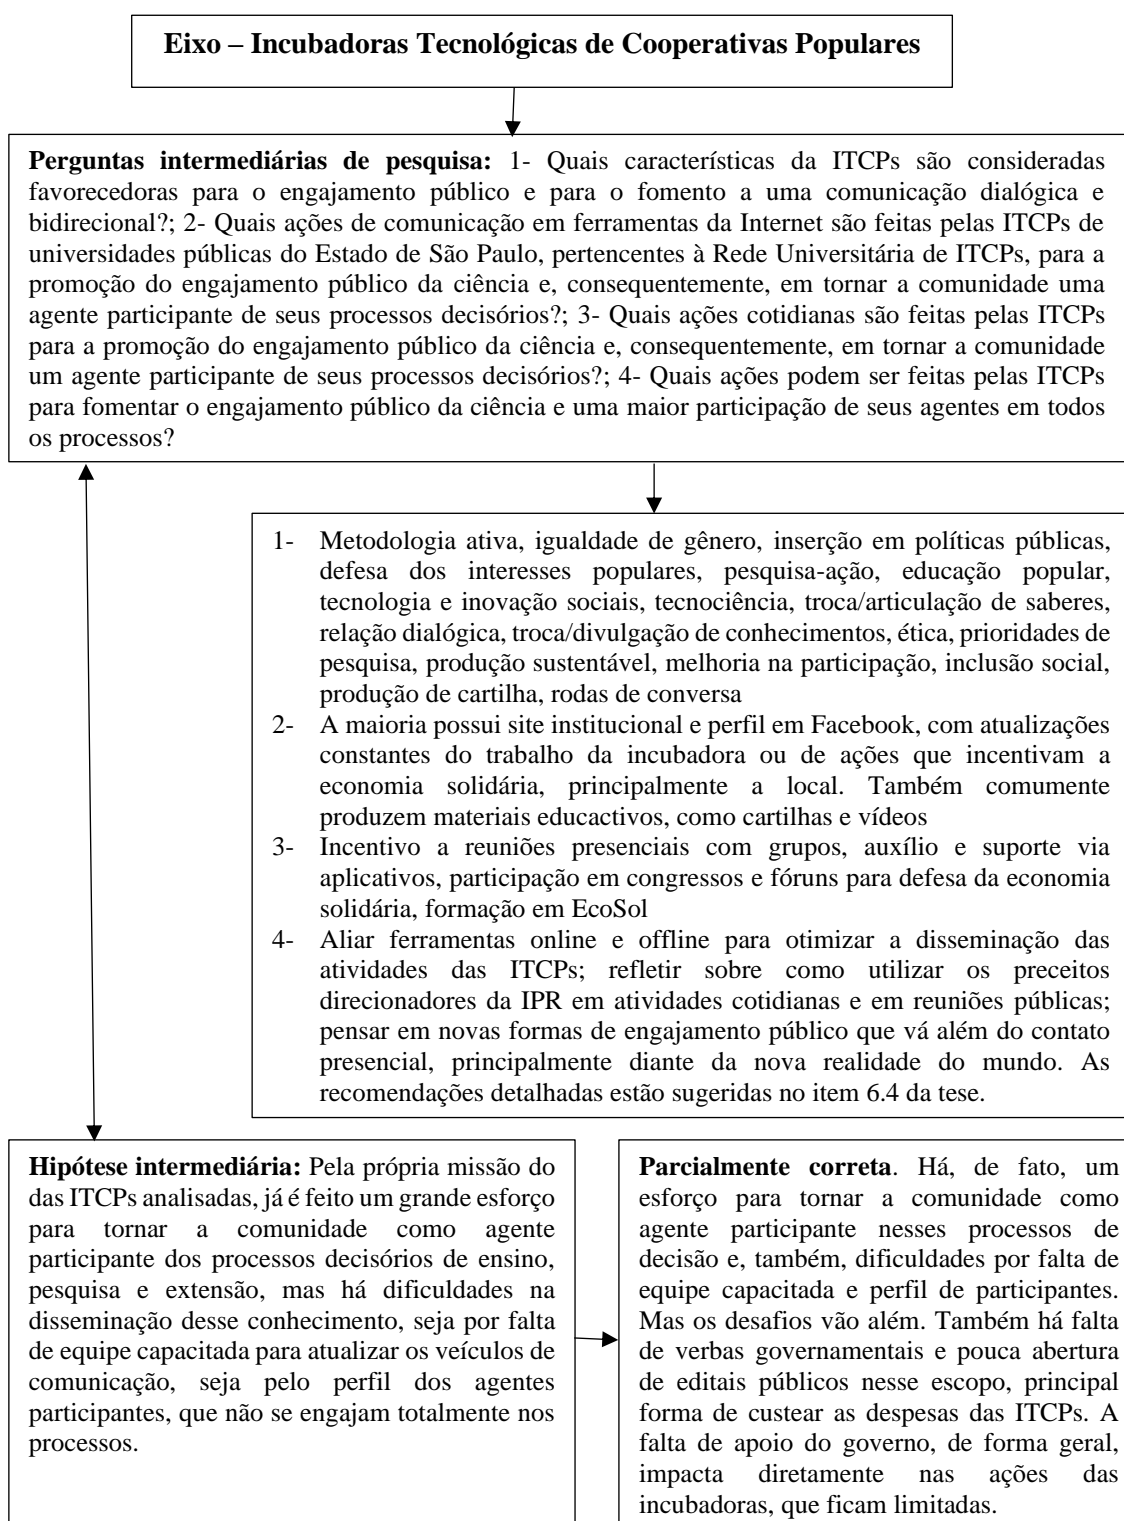 Eixo – Incubadoras Tecnológicas de Cooperativas Populares
Perguntas intermediárias de pesquisa: 1- Quais características da ITCPs são consideradas
favorecedoras para o engajamento público e para o fomento a uma comunicação dialógica e
bidirecional?; 2- Quais ações de comunicação em ferramentas da Internet são feitas pelas ITCPs de
universidades públicas do Estado de São Paulo, pertencentes à Rede Universitária de ITCPs, para a
promoção do engajamento público da ciência e, consequentemente, em tornar a comunidade uma
agente participante de seus processos decisórios?; 3- Quais ações cotidianas são feitas pelas ITCPs
para a promoção do engajamento público da ciência e, consequentemente, em tornar a comunidade
um agente participante de seus processos decisórios?; 4- Quais ações podem ser feitas pelas ITCPs
para fomentar o engajamento público da ciência e uma maior participação de seus agentes em todos
os processos?
1- Metodologia ativa, igualdade de gênero, inserção em políticas públicas,
defesa dos interesses populares, pesquisa-ação, educação popular,
tecnologia e inovação sociais, tecnociência, troca/articulação de saberes,
relação dialógica, troca/divulgação de conhecimentos, ética, prioridades de
pesquisa, produção sustentável, melhoria na participação, inclusão social,
produção de cartilha, rodas de conversa
2- A maioria possui site institucional e perfil em Facebook, com atualizações
constantes do trabalho da incubadora ou de ações que incentivam a
economia solidária, principalmente a local. Também comumente
produzem materiais educactivos, como cartilhas e vídeos
3- Incentivo a reuniões presenciais com grupos, auxílio e suporte via
aplicativos, participação em congressos e fóruns para defesa da economia
solidária, formação em EcoSol
4- Aliar ferramentas online e offline para otimizar a disseminação das
atividades das ITCPs; refletir sobre como utilizar os preceitos
direcionadores da IPR em atividades cotidianas e em reuniões públicas;
pensar em novas formas de engajamento público que vá além do contato
presencial, principalmente diante da nova realidade do mundo. As
recomendações detalhadas estão sugeridas no item 6.4 da tese.
Hipótese intermediária: Pela própria missão do
das ITCPs analisadas, já é feito um grande esforço
para tornar a comunidade como agente
participante dos processos decisórios de ensino,
pesquisa e extensão, mas há dificuldades na
disseminação desse conhecimento, seja por falta
de equipe capacitada para atualizar os veículos de
comunicação, seja pelo perfil dos agentes
participantes, que não se engajam totalmente nos
processos.
Parcialmente correta. Há, de fato, um
esforço para tornar a comunidade como
agente participante nesses processos de
decisão e, também, dificuldades por falta de
equipe capacitada e perfil de participantes.
Mas os desafios vão além. Também há falta
de verbas governamentais e pouca abertura
de editais públicos nesse escopo, principal
forma de custear as despesas das ITCPs. A
falta de apoio do governo, de forma geral,
impacta diretamente nas ações das
incubadoras, que ficam limitadas.